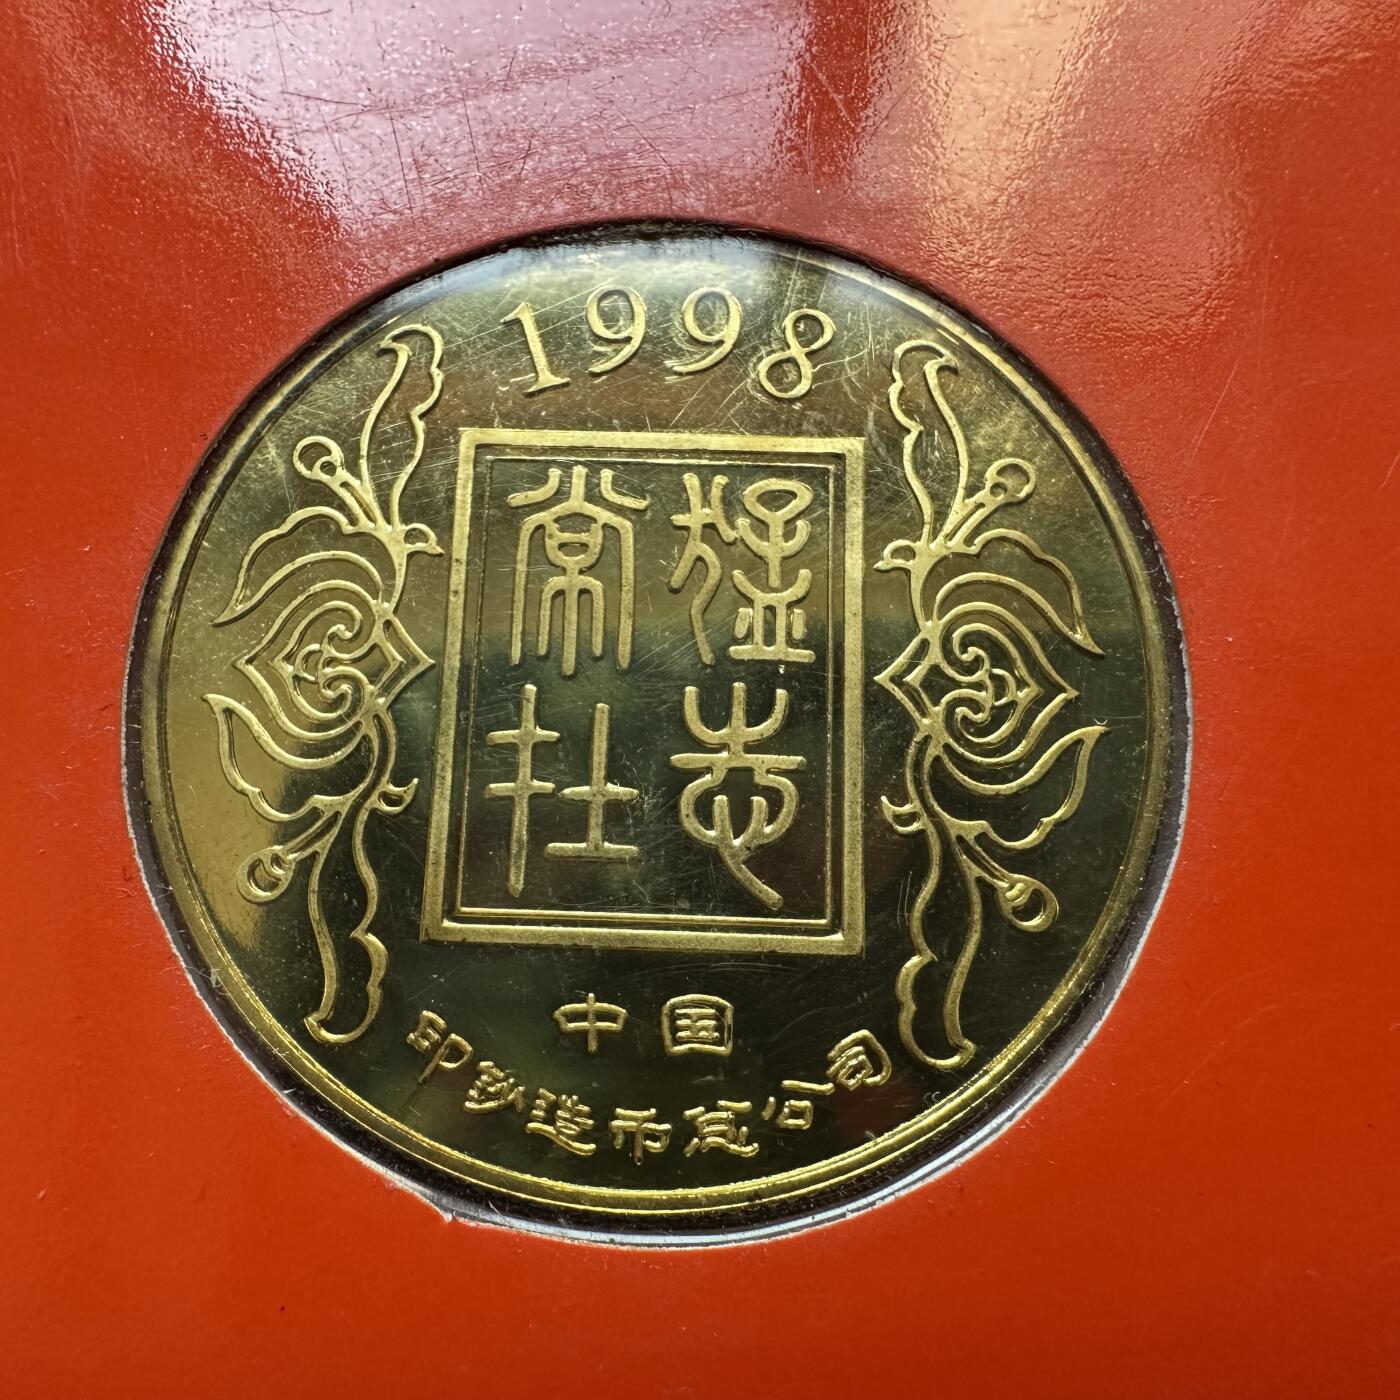 1998
猛志
常在
中国
印钞造币总公司